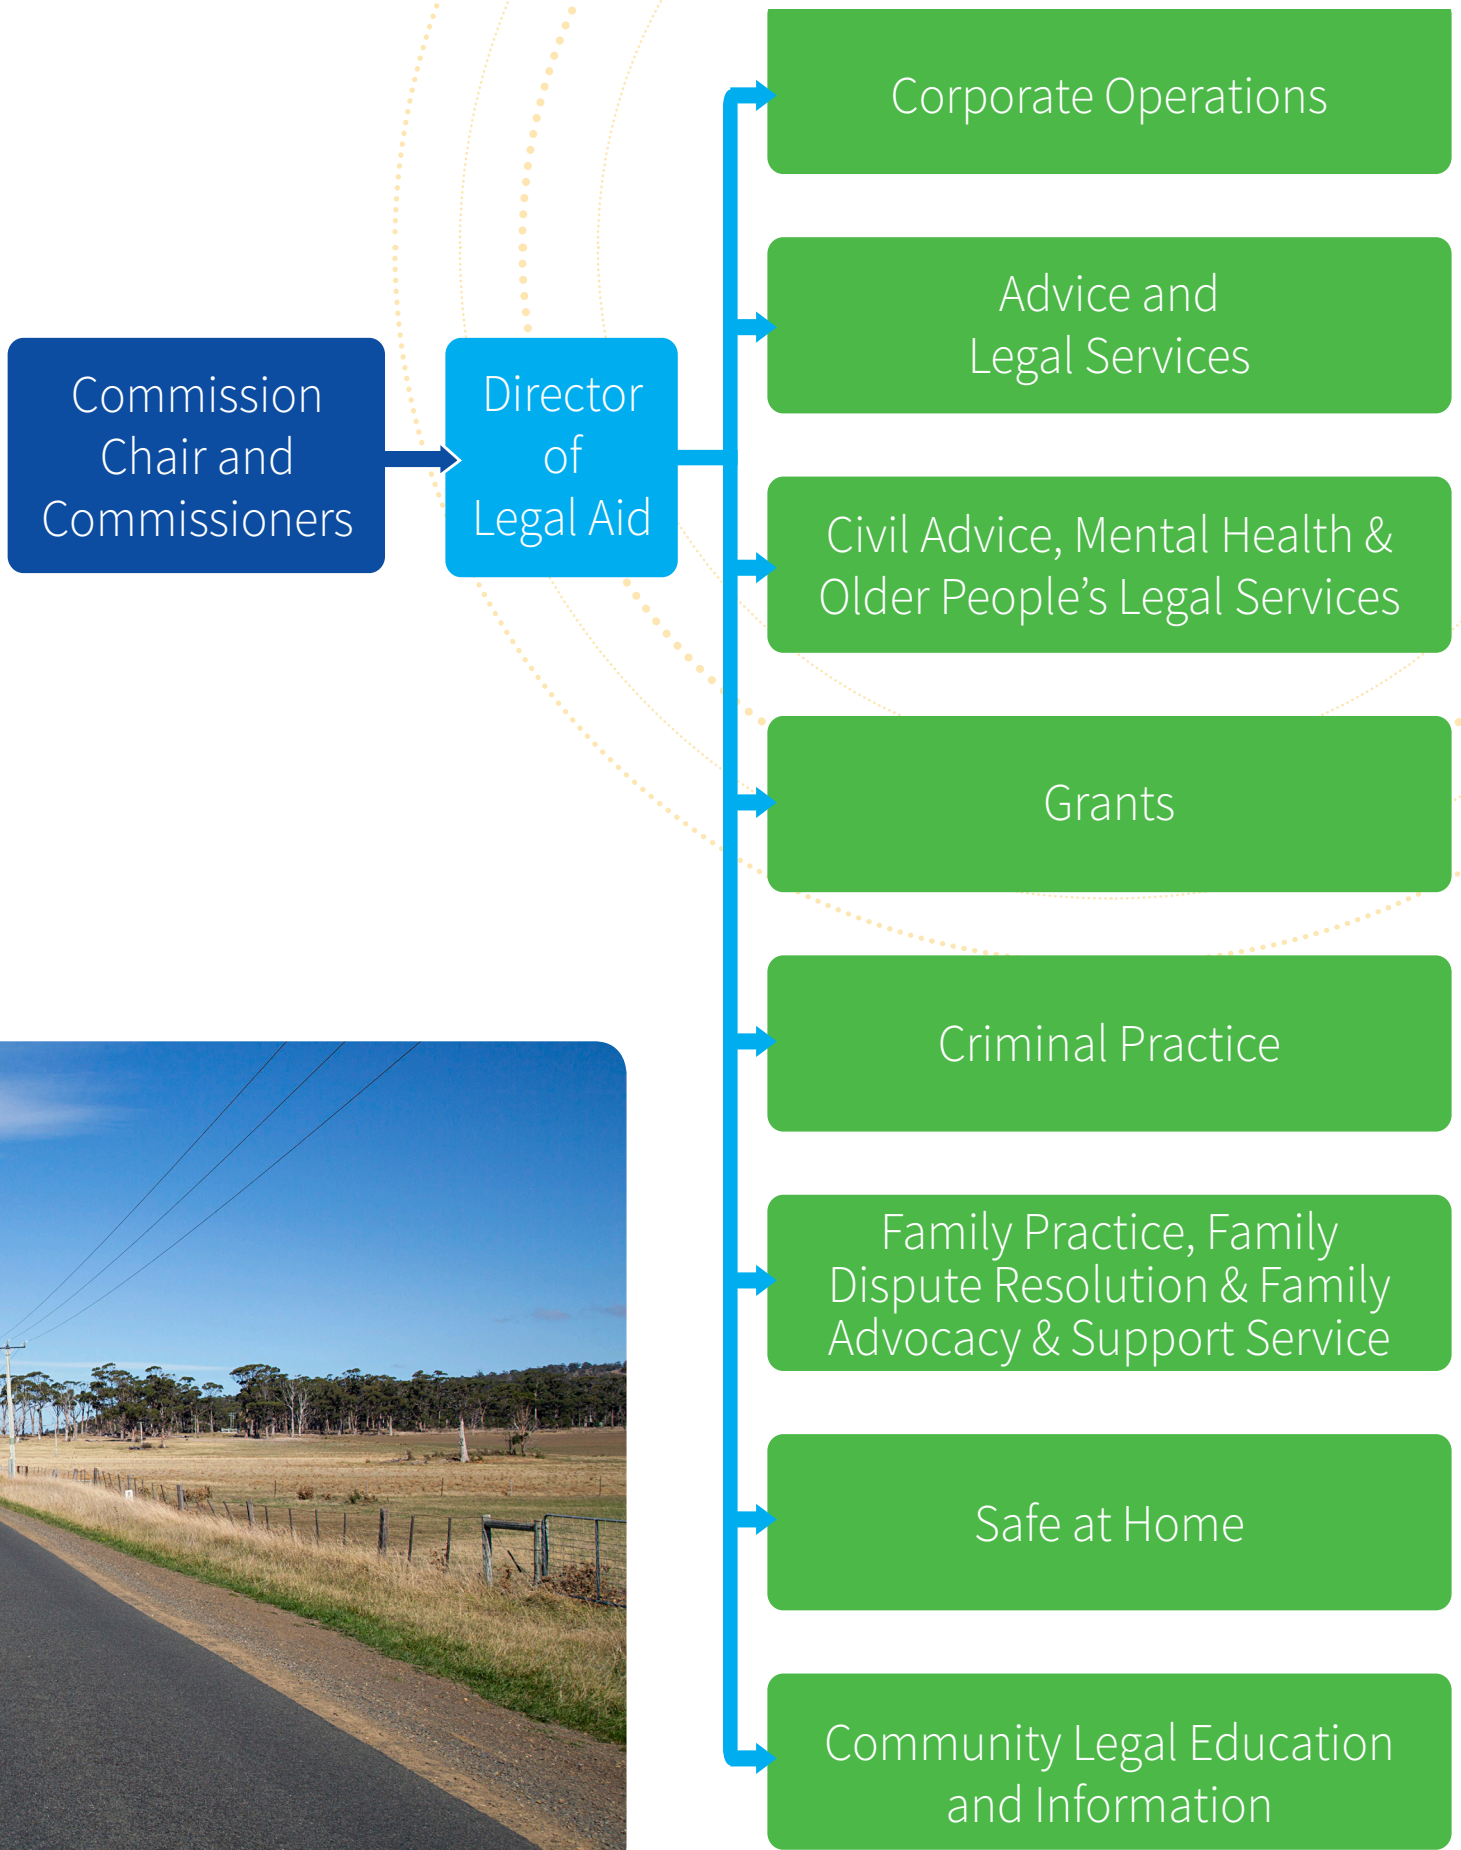 Corporate Operations
Advice and
Legal Services
Commission
Chair and
Commissioners
Director
of
Legal Aid
Civil Advice, Mental Health &
Older People’s Legal Services
Grants
Criminal Practice
Family Practice, Family
Dispute Resolution & Family
Advocacy & Support Service
Safe at Home
Community Legal Education
and Information